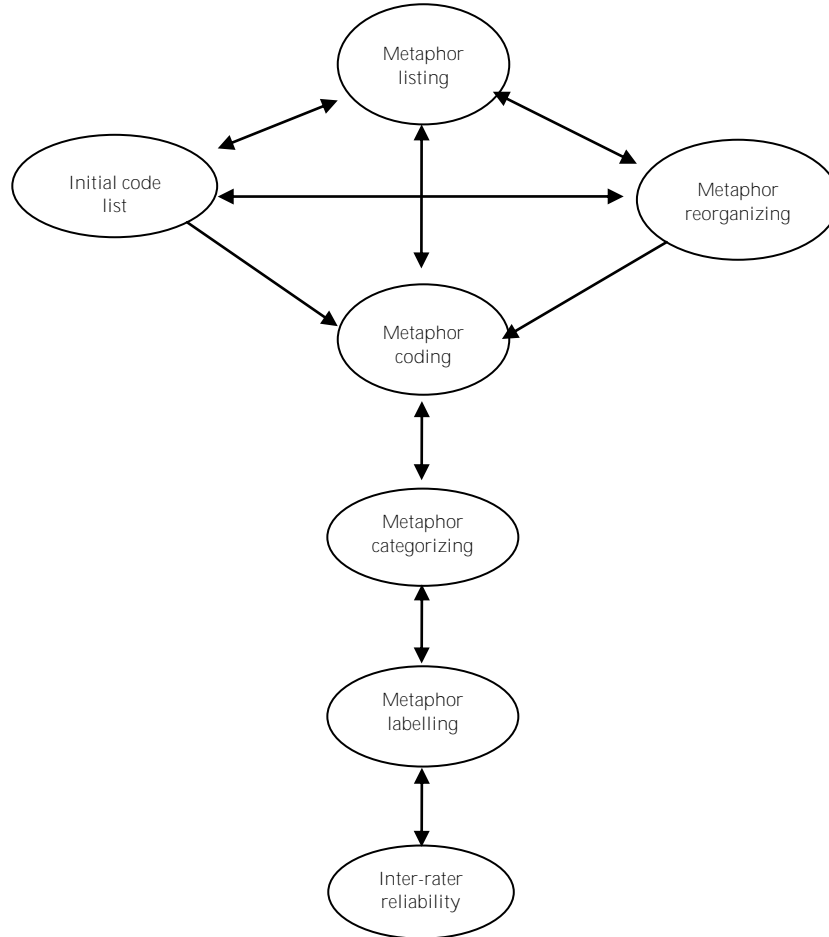 Metaphor
listing
Initial code
list
Metaphor
reorganizing
Metaphor
coding
Metaphor
categorizing
Metaphor
labelling
Inter-rater
reliability